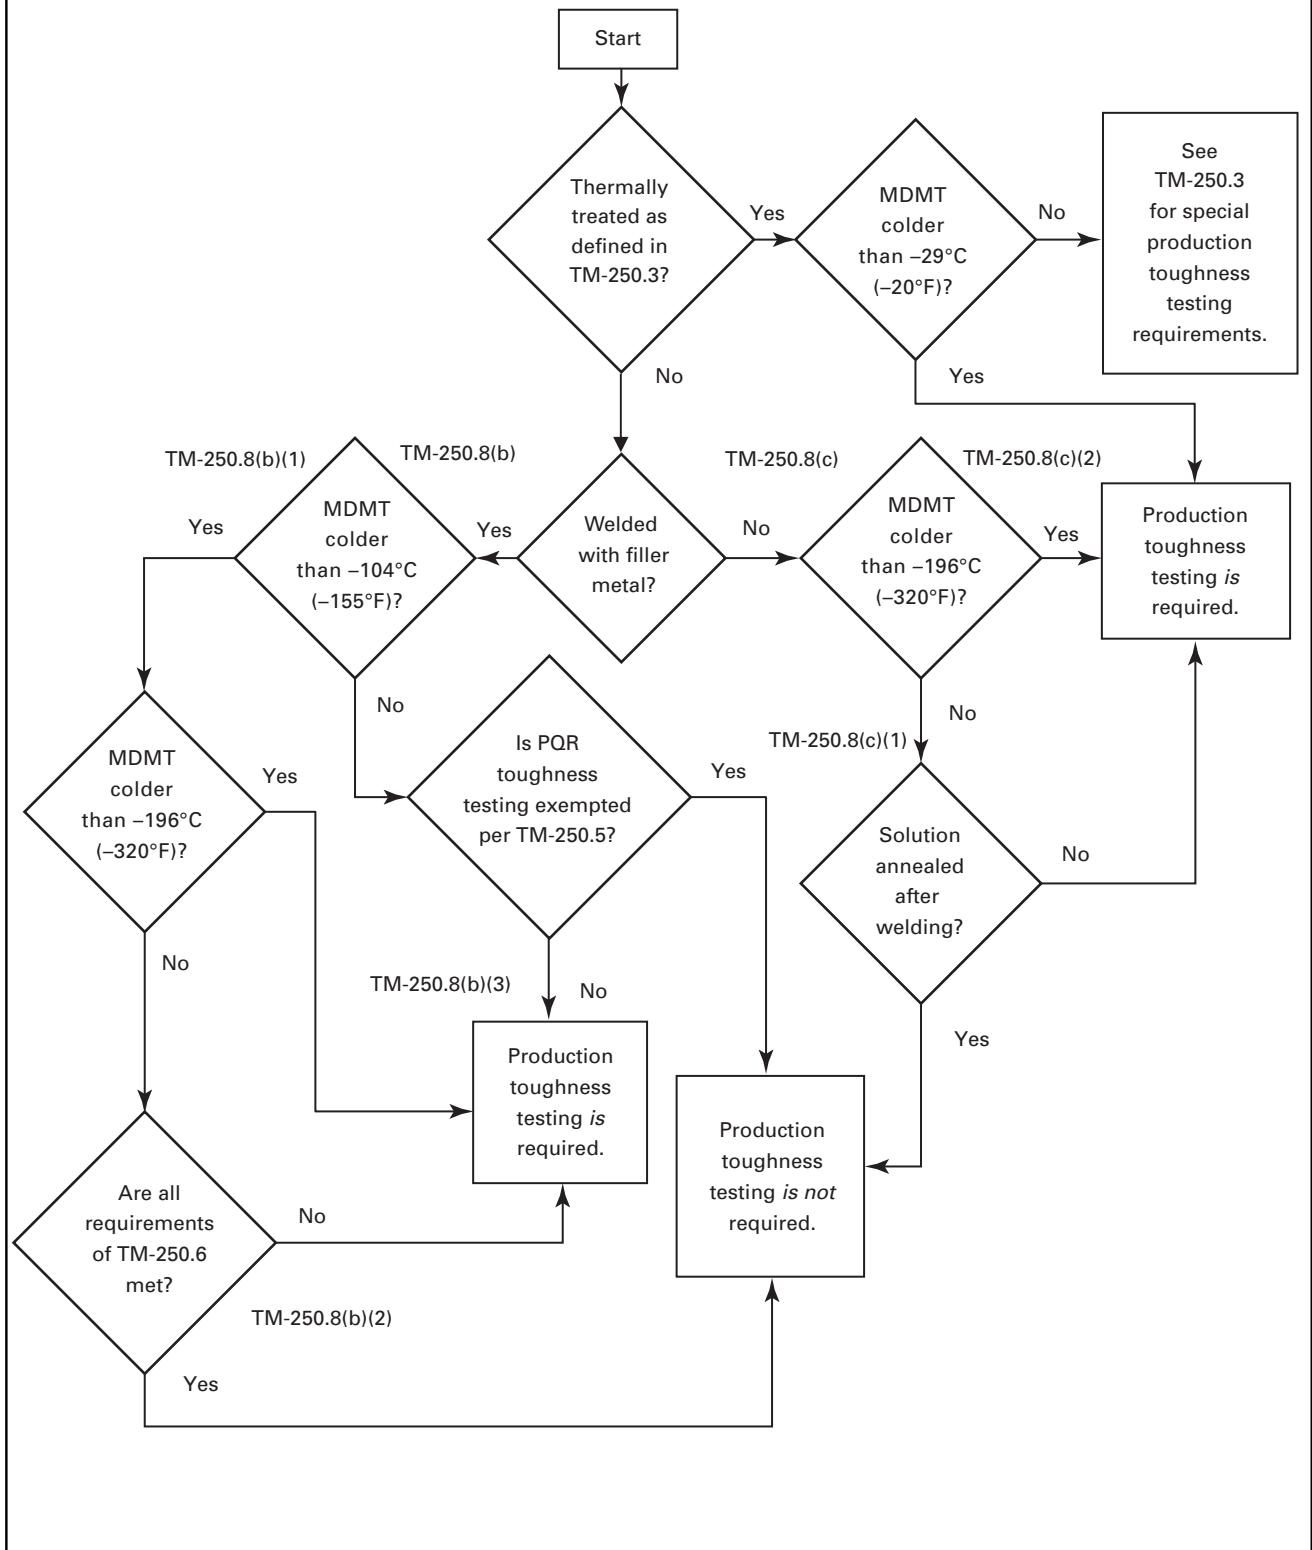 Start
Thermally
treated as
defined in
TM-250.3?
Yes
MDMT
colder
than –29°C
(–20°F)?
No
See
TM-250.3
for special
production
toughness
testing
requirements.
No
Yes
TM-250.8(b)(1)
TM-250.8(b)
TM-250.8(c)
TM-250.8(c)(2)
Yes
MDMT
colder
than –104°C
(–155°F)?
Yes
Welded
with filler
metal?
No
MDMT
colder
than –196°C
(–320°F)?
Yes
Production
toughness
testing is
required.
No
No
TM-250.8(c)(1)
MDMT
colder
than –196°C
(–320°F)?
Yes
Is PQR
toughness
testing exempted
per TM-250.5?
Yes
Solution
annealed
after
welding?
No
No
TM-250.8(b)(3)
No
Yes
Production
toughness
testing is
required.
Production
toughness
testing is not
required.
Are all
requirements
of TM-250.6
met?
No
TM-250.8(b)(2)
Yes